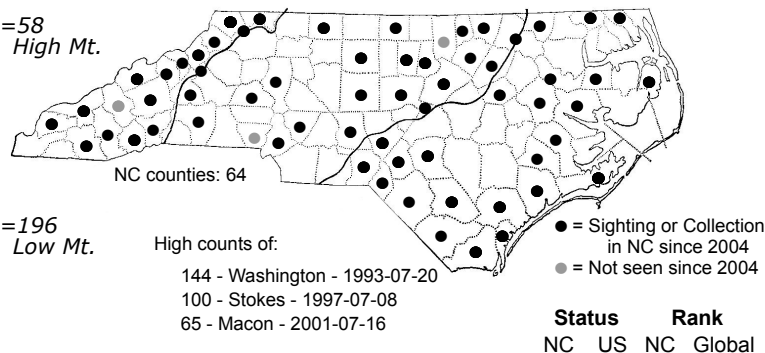 =58
High Mt.
NC counties: 64
=196
Low Mt.
High counts of:
144 - Washington - 1993-07-20
100 - Stokes - 1997-07-08
65 - Macon - 2001-07-16
● = Sighting or Collection
in NC since 2004
● = Not seen since 2004
Status Rank
NC US NC Global